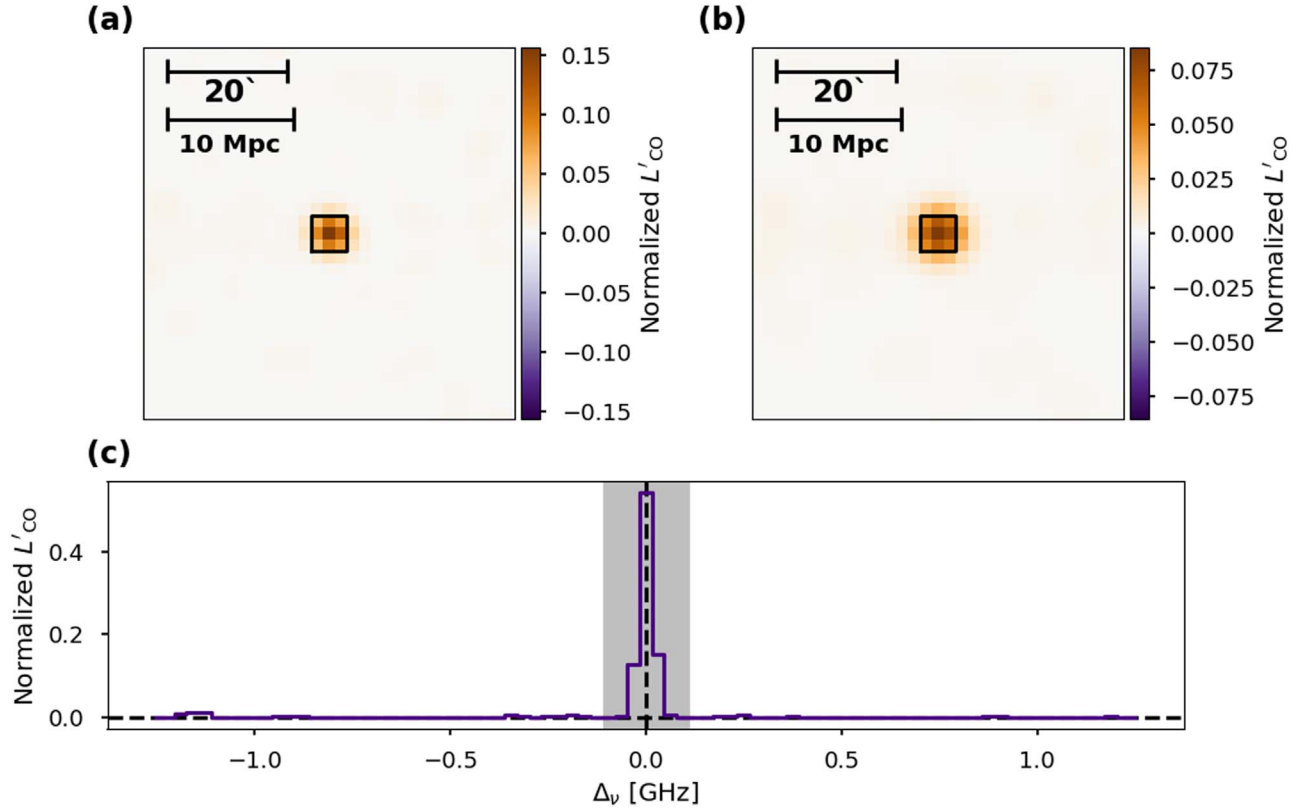 (a)
20`
10 Mpc
0.15
0.10
0.05
0.00
−0.05
−0.10
−0.15
Normalized L′CO
(b)
20`
10 Mpc
0.075
0.050
0.025
0.000
−0.025
−0.050
−0.075
Normalized L′CO
(c)
Normalized L′CO
0.4
0.2
0.0
−1.0 −0.5 0.0 0.5 1.0
Δν [GHz]